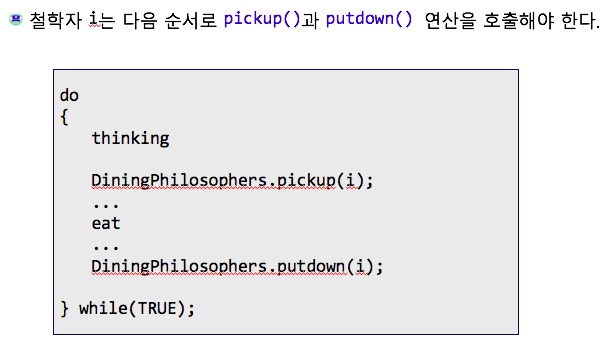 철학자 i는 다음 순서로 pickup()과 putdown() 연산을 호출해야 한다.
do
{
thinking
DiningPhilosophers.pickup(i);
...
eat
...
DiningPhilosophers.putdown(i);
} while(TRUE);